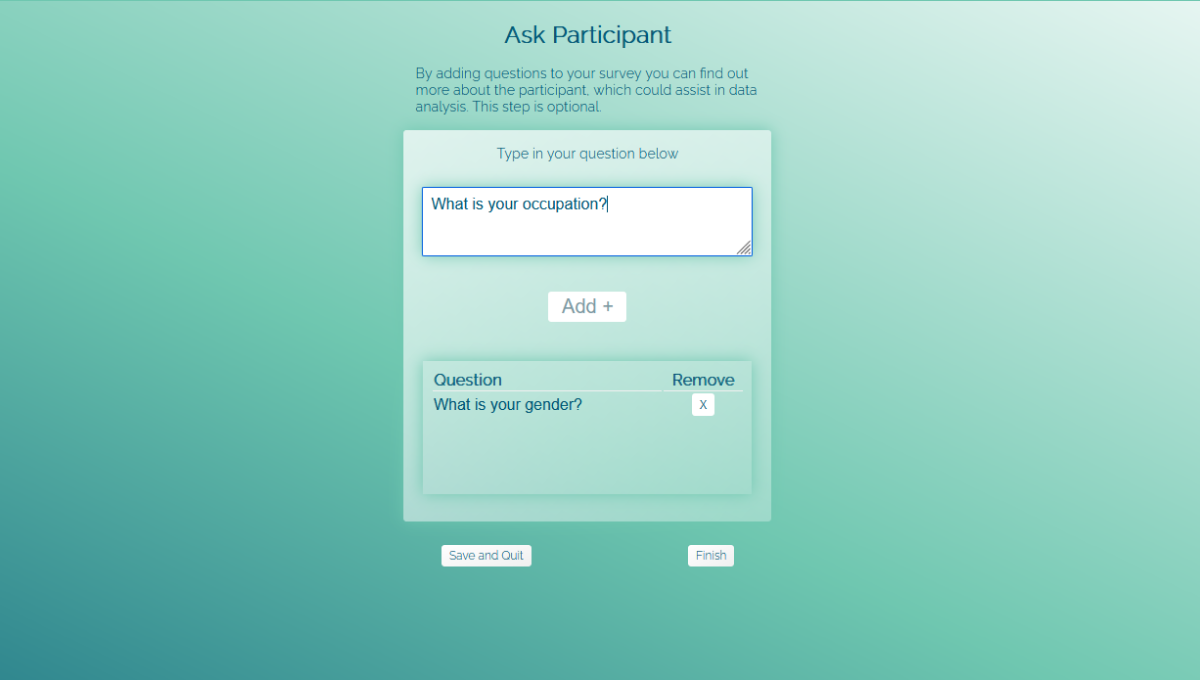 Ask Participant
By adding questions to your survey you can find out
more about the participant, which could assist in data
analysis. This step is optional.
Type in your question below
What is your occupation?
Add +
Question Remove
What is your gender? X
Save and Quit Finish